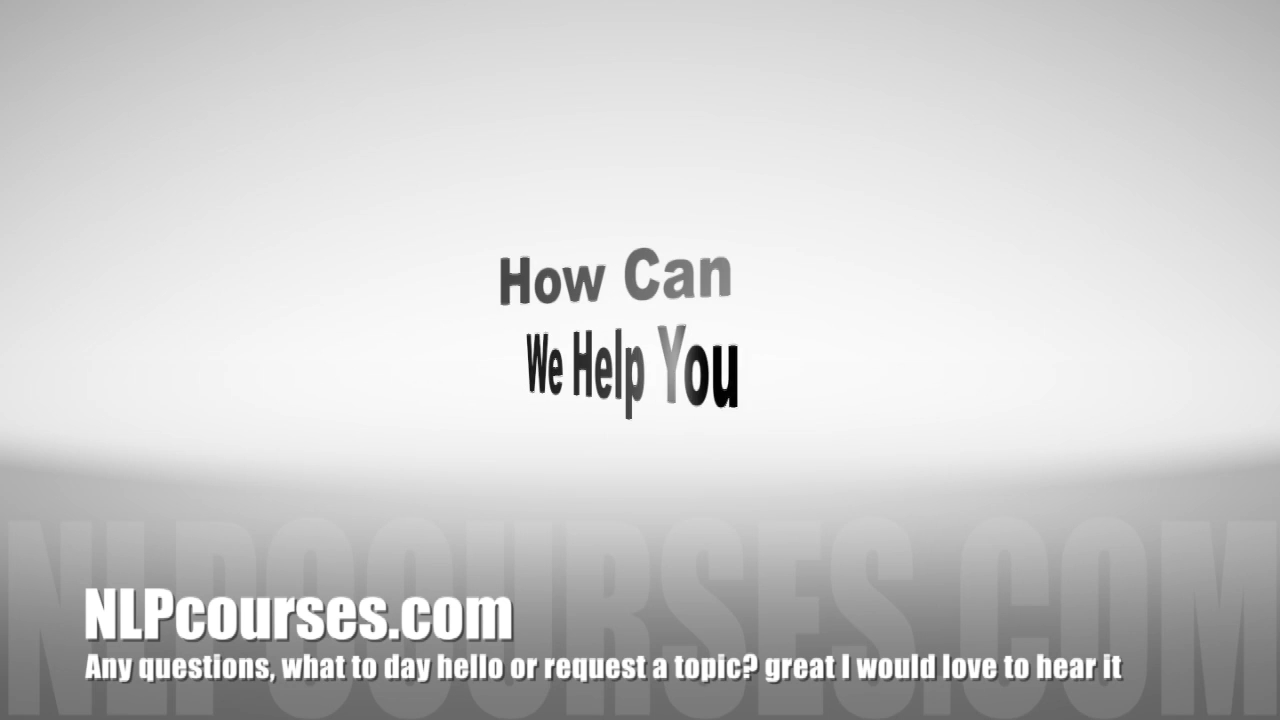 How Can
We Help You
NLPCOURSES.COM
NLPcourses.com
Any questions, what to day hello or request a topic? great I would love to hear it